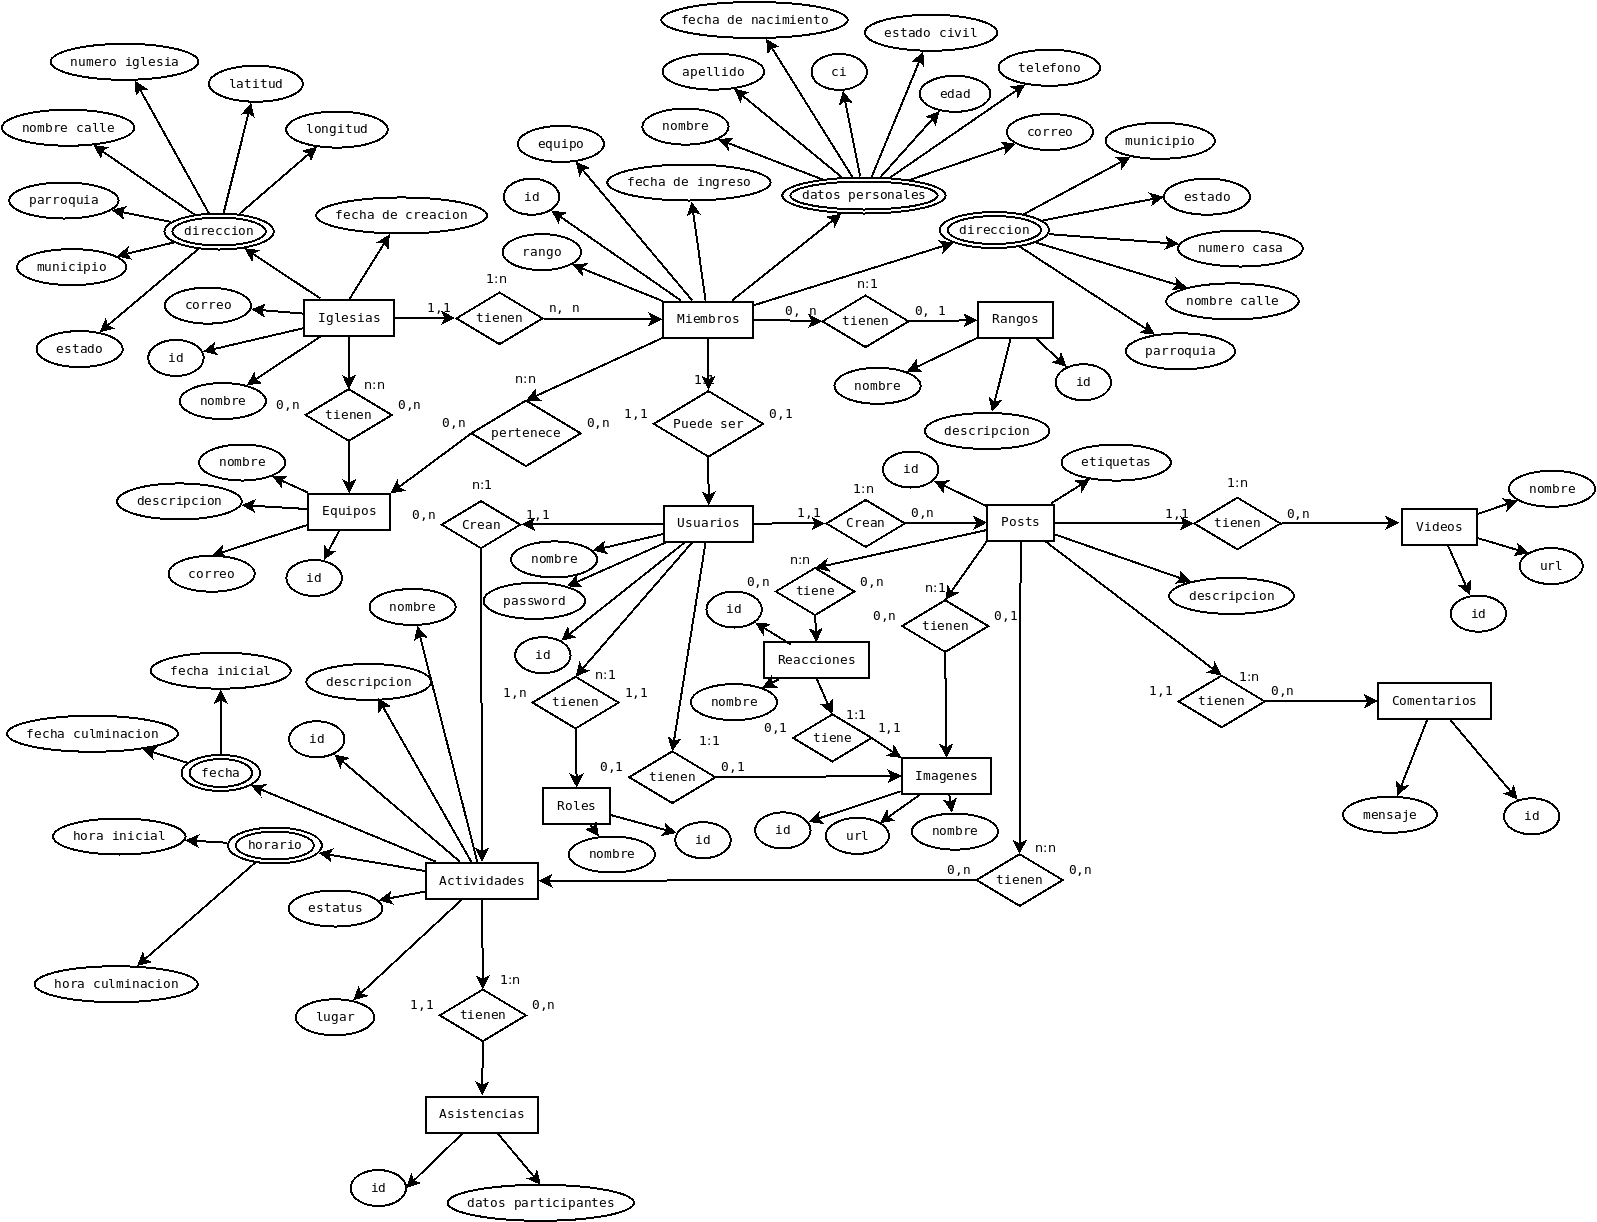 fecha de nacimiento
estado civil
numero iglesia
latitud
apellido
ci
telefono
edad
nombre calle
longitud
nombre
correo
equipo
municipio
fecha de ingreso
id
datos personales
estado
parroquia
fecha de creacion
direccion
direccion
rango
numero casa
municipio
1:n
n:1
nombre calle
correo
Iglesias
1,1
tienen
n, n
Miembros
0, n
tienen
0, 1
Rangos
estado
id
parroquia
nombre
n:n
n:n
1:1
nombre
id
0,n
tienen
0,n
0,n
pertenece
0,n
1,1
Puede ser
0,1
descripcion
nombre
id
etiquetas
n:1
1:n
1:n
nombre
descripcion
Equipos
0,n
Crean
1,1
Usuarios
1,1
Crean
0,n
Posts
1,1
tienen
0,n
Videos
nombre
n:n
url
correo
id
0,n
tiene
0,n
n:1
descripcion
password
nombre
id
0,n
tienen
0,1
id
id
Reacciones
fecha inicial
descripcion
n:1
1:n
1,n
tienen
1,1
nombre
1,1
tienen
0,n
Comentarios
fecha culminacion
id
1:1
0,1
tiene
1,1
1:1
fecha
0,1
tienen
0,1
Imagenes
Roles
mensaje
id
hora inicial
horario
nombre
id
id
url
nombre
n:n
Actividades
0,n
tienen
0,n
estatus
hora culminacion
1:n
lugar
1,1
tienen
0,n
Asistencias
id
datos participantes